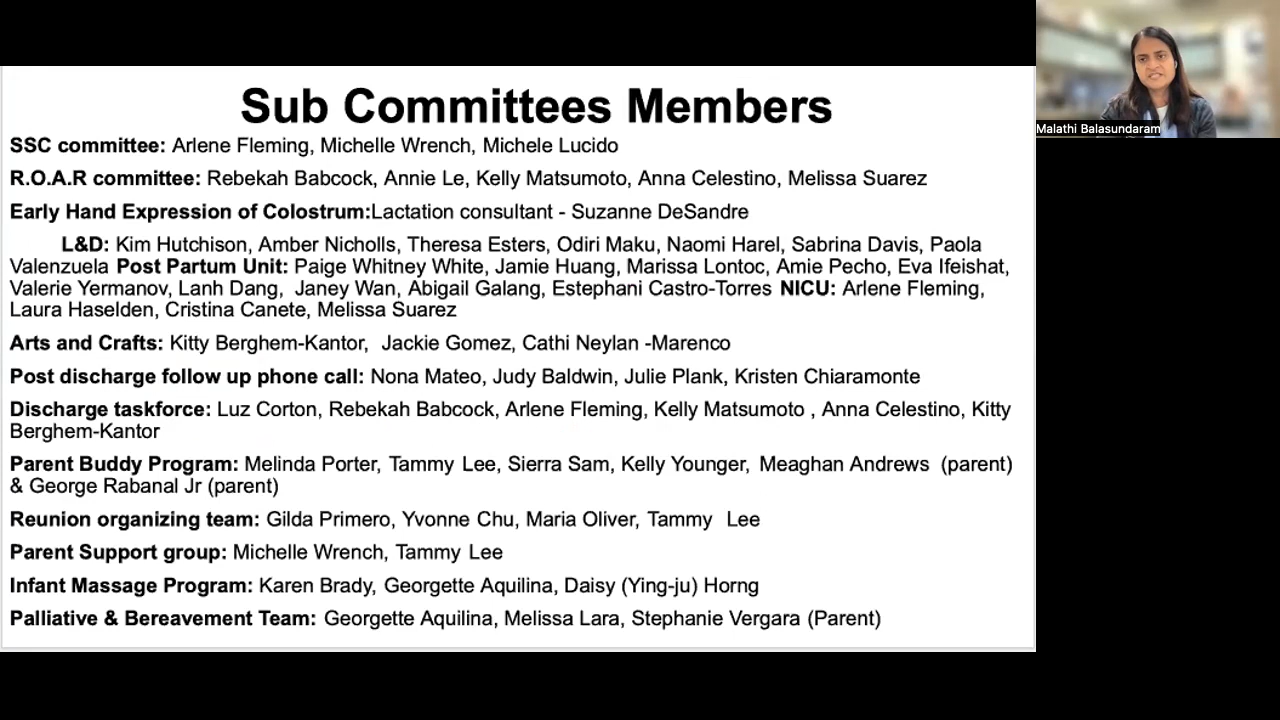 Sub Committees Members
SSC committee: Arlene Fleming, Michelle Wrench, Michele Lucido
R.O.A.R committee: Rebekah Babcock, Annie Le, Kelly Matsumoto, Anna Celestino, Melissa Suarez
Early Hand Expression of Colostrum:Lactation consultant - Suzanne DeSandre
L&D: Kim Hutchison, Amber Nicholls, Theresa Esters, Odiri Maku, Naomi Harel, Sabrina Davis, Paola
Valenzuela Post Partum Unit: Paige Whitney White, Jamie Huang, Marissa Lontoc, Amie Pecho, Eva Ifeishat,
Valerie Yermanov, Lanh Dang, Janey Wan, Abigail Galang, Estephani Castro-Torres NICU: Arlene Fleming,
Laura Haselden, Cristina Canete, Melissa Suarez
Arts and Crafts: Kitty Berghem-Kantor, Jackie Gomez, Cathi Neylan -Marenco
Post discharge follow up phone call: Nona Mateo, Judy Baldwin, Julie Plank, Kristen Chiaramonte
Discharge taskforce: Luz Corton, Rebekah Babcock, Arlene Fleming, Kelly Matsumoto , Anna Celestino, Kitty
Berghem-Kantor
Parent Buddy Program: Melinda Porter, Tammy Lee, Sierra Sam, Kelly Younger, Meaghan Andrews (parent)
& George Rabanal Jr (parent)
Reunion organizing team: Gilda Primero, Yvonne Chu, Maria Oliver, Tammy Lee
Parent Support group: Michelle Wrench, Tammy Lee
Infant Massage Program: Karen Brady, Georgette Aquilina, Daisy (Ying-ju) Horng
Palliative & Bereavement Team: Georgette Aquilina, Melissa Lara, Stephanie Vergara (Parent)
Malathi Balasundaram